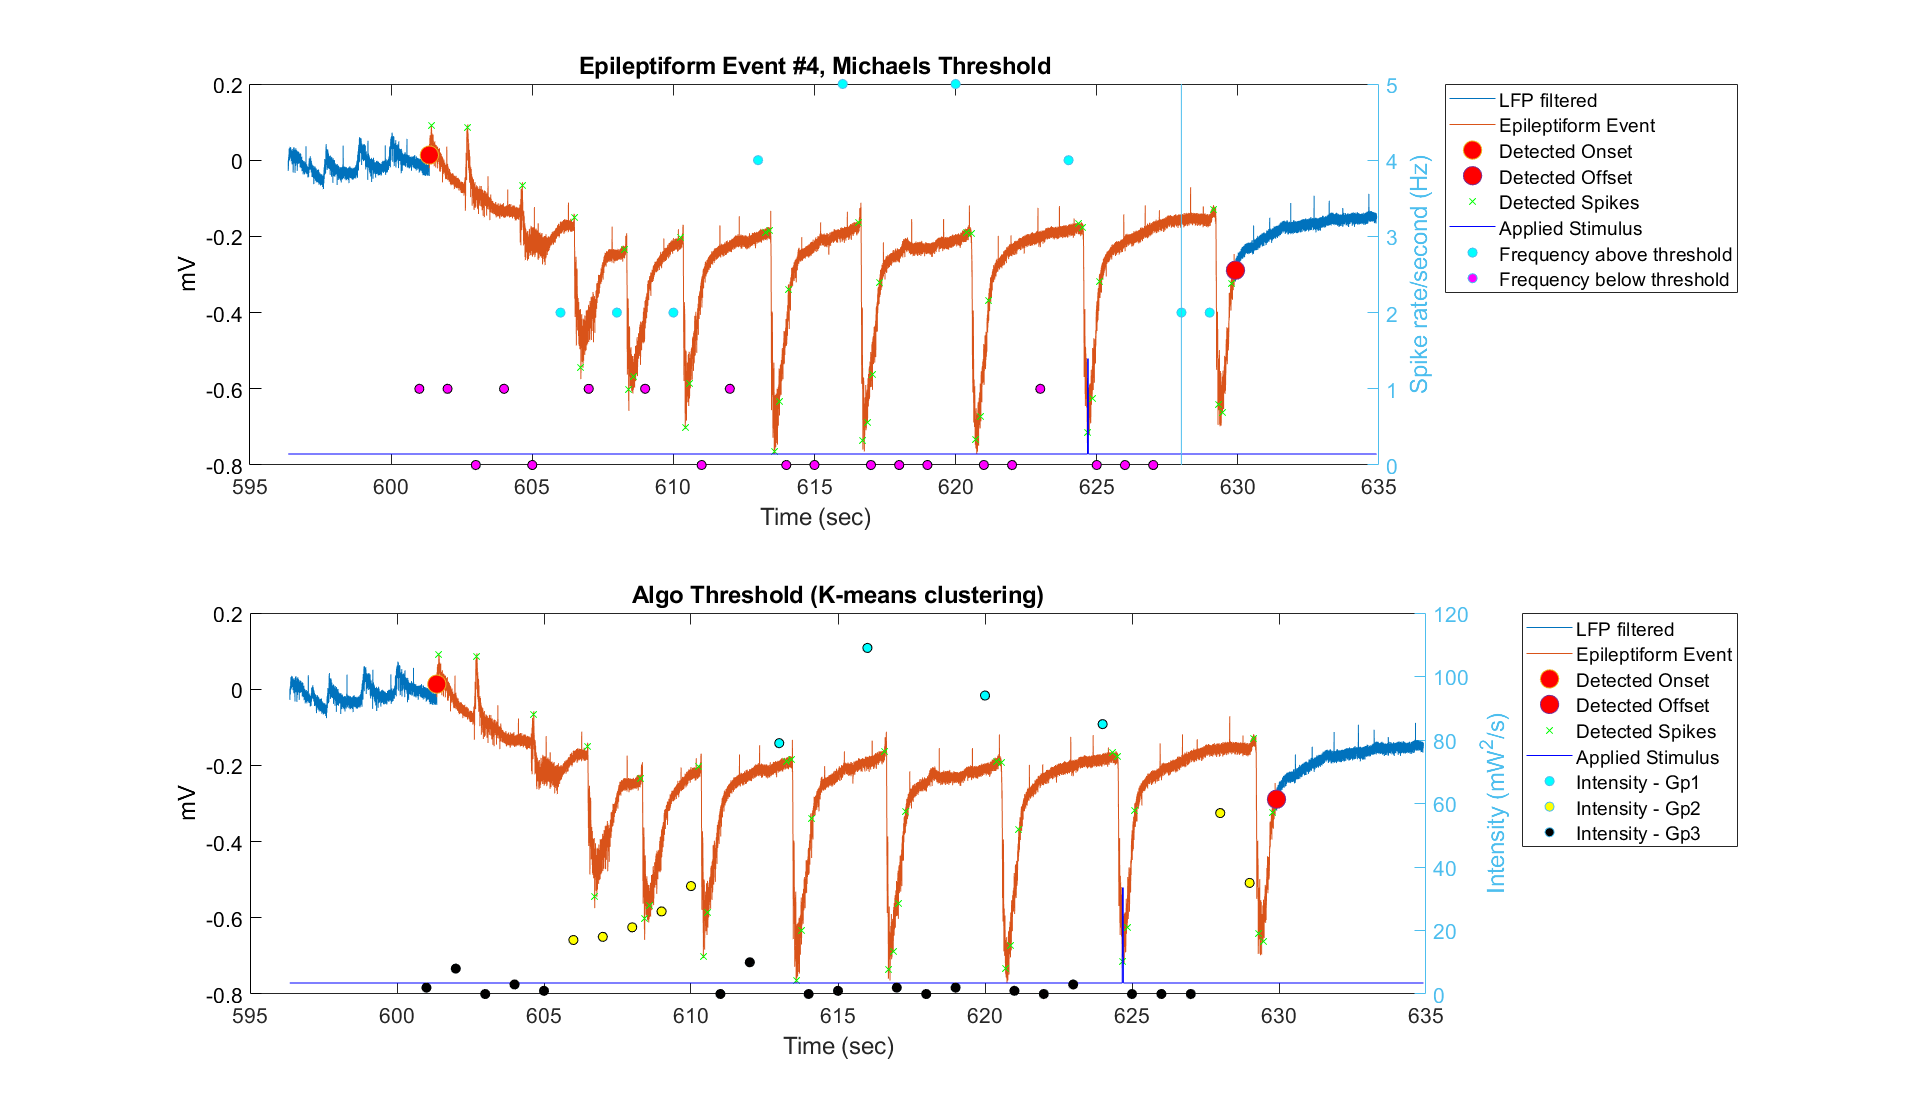 Epileptiform Event #4, Michaels Threshold
0.2
0
-0.2
-0.4
-0.6
-0.8
mV
595
600
605
610
615
620
625
630
635
Time (sec)
5
4
3
2
1
0
Spike rate/second (Hz)
LFP filtered
Epileptiform Event
Detected Onset
Detected Offset
Detected Spikes
Applied Stimulus
Frequency above threshold
Frequency below threshold
Algo Threshold (K-means clustering)
0.2
0
-0.2
-0.4
-0.6
-0.8
mV
595
600
605
610
615
620
625
630
635
Time (sec)
120
100
80
60
40
20
0
Intensity (mW²/s)
LFP filtered
Epileptiform Event
Detected Onset
Detected Offset
Detected Spikes
Applied Stimulus
Intensity - Gp1
Intensity - Gp2
Intensity - Gp3